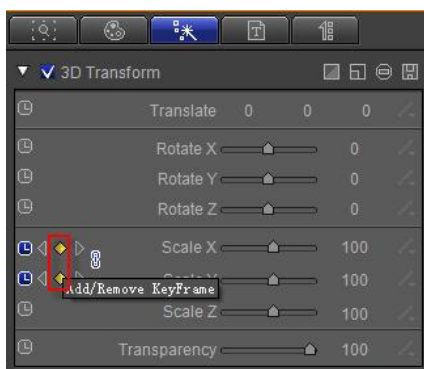 3D Transform
Translate 0 0 0
Rotate X 0
Rotate Y 0
Rotate Z 0
Scale X 100
100
Add/Remove KeyFrame
Scale Z 100
Transparency 100